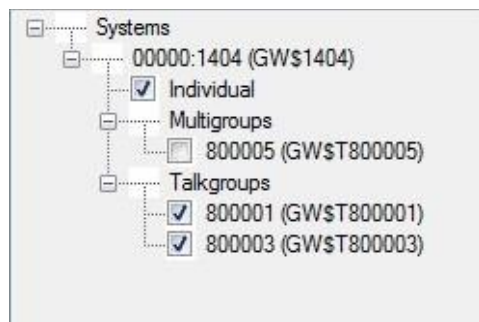 Systems
00000:1404 (GW$1404)
Individual
Multigroups
800005 (GW$T800005)
Talkgroups
800001 (GW$T800001)
800003 (GW$T800003)